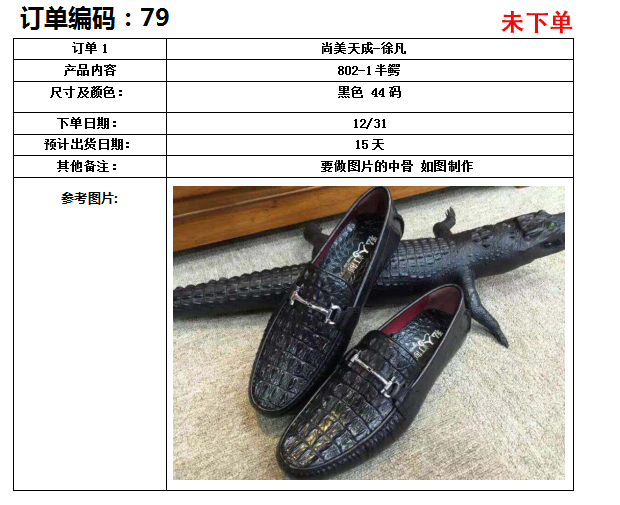 订单编码：79
未下单
订单 1
尚美天成-徐凡
产品内容
802-1 半鳄
尺寸及颜色：
黑色 44 码
下单日期：
12/31
预计出货日期：
15 天
其他备注：
要做图片的中骨 如图制作
参考图片: